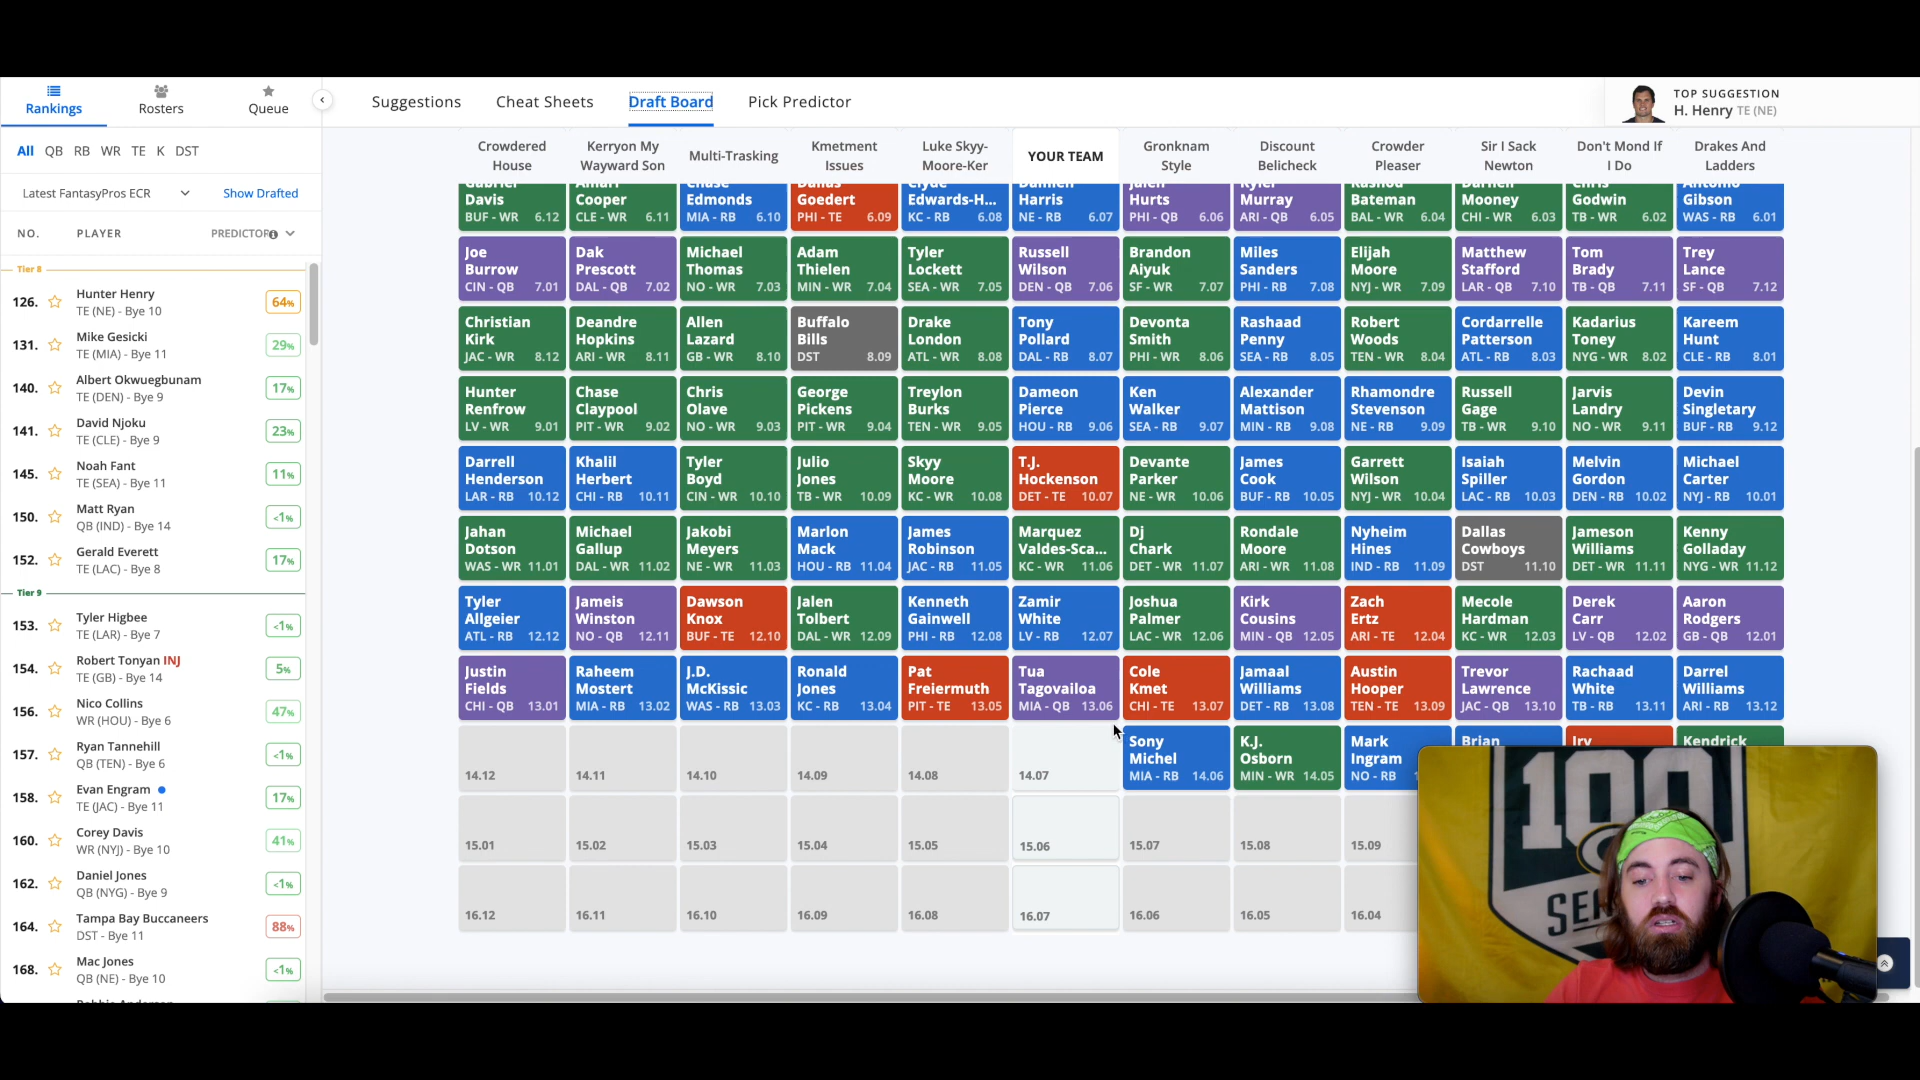 Rankings
Rosters
Queue
Suggestions
Cheat Sheets
Draft Board
Pick Predictor
TOP SUGGESTION
H. Henry TE (NE)
All QB RB WR TE K DST
Latest FantasyPros ECR
Show Drafted
NO. PLAYER PREDICTOR
Tier 8
126. Hunter Henry 64%
TE (NE) - Bye 10
131. Mike Gesicki 29%
TE (MIA) - Bye 11
140. Albert Okwuegbunam 17%
TE (DEN) - Bye 9
141. David Njoku 23%
TE (CLE) - Bye 9
145. Noah Fant 11%
TE (SEA) - Bye 11
150. Matt Ryan <1%
QB (IND) - Bye 14
152. Gerald Everett 17%
TE (LAC) - Bye 8
Tier 9
153. Tyler Higbee <1%
TE (LAR) - Bye 7
154. Robert Tonyan INJ 5%
TE (GB) - Bye 14
156. Nico Collins 47%
WR (HOU) - Bye 6
157. Ryan Tannehill <1%
QB (TEN) - Bye 6
158. Evan Engram 17%
TE (JAC) - Bye 11
160. Corey Davis 41%
WR (NYJ) - Bye 10
162. Daniel Jones <1%
QB (NYG) - Bye 9
164. Tampa Bay Buccaneers 88%
DST - Bye 11
168. Mac Jones <1%
QB (NE) - Bye 10
Crowdered Kerryon My Multi-Trasking Kmetment Luke Skyy- YOUR TEAM Gronknam Discount Crowder Sir I Sack Don't Mond If Drakes And
House Wayward Son Issues Moore-Ker Style Belicheck Pleaser Newton I Do Ladders
Gabriel Amari Chase Dallas Clyde Damien Jalen Kyler Rashod Darnell Chris Antonio
Davis Cooper Edmonds Goedert Edwards-H... Harris Hurts Murray Bateman Mooney Godwin Gibson
BUF - WR 6.12 CLE - WR 6.11 MIA - RB 6.10 PHI - TE 6.09 KC - RB 6.08 NE - RB 6.07 PHI - QB 6.06 ARI - QB 6.05 BAL - WR 6.04 CHI - WR 6.03 TB - WR 6.02 WAS - RB 6.01
Joe Dak Michael Adam Tyler Russell Brandon Miles Elijah Matthew Tom Trey
Burrow Prescott Thomas Thielen Lockett Wilson Aiyuk Sanders Moore Stafford Brady Lance
CIN - QB 7.01 DAL - QB 7.02 NO - WR 7.03 MIN - WR 7.04 SEA - WR 7.05 DEN - QB 7.06 SF - WR 7.07 PHI - RB 7.08 NYJ - WR 7.09 LAR - QB 7.10 TB - QB 7.11 SF - QB 7.12
Christian Deandre Allen Buffalo Drake Tony Devonta Rashaad Robert Cordarrelle Kadarius Kareem
Kirk Hopkins Lazard Bills London Pollard Smith Penny Woods Patterson Toney Hunt
JAC - WR 8.12 ARI - WR 8.11 GB - WR 8.10 DST 8.09 ATL - WR 8.08 DAL - RB 8.07 PHI - WR 8.06 SEA - RB 8.05 TEN - WR 8.04 ATL - RB 8.03 NYG - WR 8.02 CLE - RB 8.01
Hunter Chase Chris George Treylon Dameon Ken Alexander Rhamondre Russell Jarvis Devin
Renfrow Claypool Olave Pickens Burks Pierce Walker Mattison Stevenson Gage Landry Singletary
LV - WR 9.01 PIT - WR 9.02 NO - WR 9.03 PIT - WR 9.04 TEN - WR 9.05 HOU - RB 9.06 SEA - RB 9.07 MIN - RB 9.08 NE - RB 9.09 TB - WR 9.10 NO - WR 9.11 BUF - RB 9.12
Darrell Khalil Tyler Julio Skyy T.J. Devante James Garrett Isaiah Melvin Michael
Henderson Herbert Boyd Jones Moore Hockenson Parker Cook Wilson Spiller Gordon Carter
LAR - RB 10.12 CHI - RB 10.11 CIN - WR 10.10 TB - WR 10.09 KC - WR 10.08 DET - TE 10.07 NE - WR 10.06 BUF - RB 10.05 NYJ - WR 10.04 LAC - RB 10.03 DEN - RB 10.02 NYJ - RB 10.01
Jahan Michael Jakobi Marlon James Marquez Dj Rondale Nyheim Dallas Jameson Kenny
Dotson Gallup Meyers Mack Robinson Valdes-Sca... Chark Moore Hines Cowboys Williams Golladay
WAS - WR 11.01 DAL - WR 11.02 NE - WR 11.03 HOU - RB 11.04 JAC - RB 11.05 KC - WR 11.06 DET - WR 11.07 ARI - WR 11.08 IND - RB 11.09 DST 11.10 DET - WR 11.11 NYG - WR 11.12
Tyler Jameis Dawson Jalen Kenneth Zamir Joshua Kirk Zach Mecole Derek Aaron
Allgeier Winston Knox Tolbert Gainwell White Palmer Cousins Ertz Hardman Carr Rodgers
ATL - RB 12.12 NO - QB 12.11 BUF - TE 12.10 DAL - WR 12.09 PHI - RB 12.08 LV - RB 12.07 LAC - WR 12.06 MIN - QB 12.05 ARI - TE 12.04 KC - WR 12.03 LV - QB 12.02 GB - QB 12.01
Justin Raheem J.D. Ronald Pat Tua Cole Jamaal Austin Trevor Rachaad Darrel
Fields Mostert McKissic Jones Freiermuth Tagovailoa Kmet Williams Hooper Lawrence White Williams
CHI - QB 13.01 MIA - RB 13.02 WAS - RB 13.03 KC - RB 13.04 PIT - TE 13.05 MIA - QB 13.06 CHI - TE 13.07 DET - RB 13.08 TEN - TE 13.09 JAC - QB 13.10 TB - RB 13.11 ARI - RB 13.12
Sony K.J. Mark Brian Irv Kendrick
Michel Osborn Ingram
14.12 14.11 14.10 14.09 14.08 14.07 MIA - RB 14.06 MIN - WR 14.05 NO - RB
15.01 15.02 15.03 15.04 15.05 15.06 15.07 15.08 15.09
16.12 16.11 16.10 16.09 16.08 16.07 16.06 16.05 16.04
100
SE